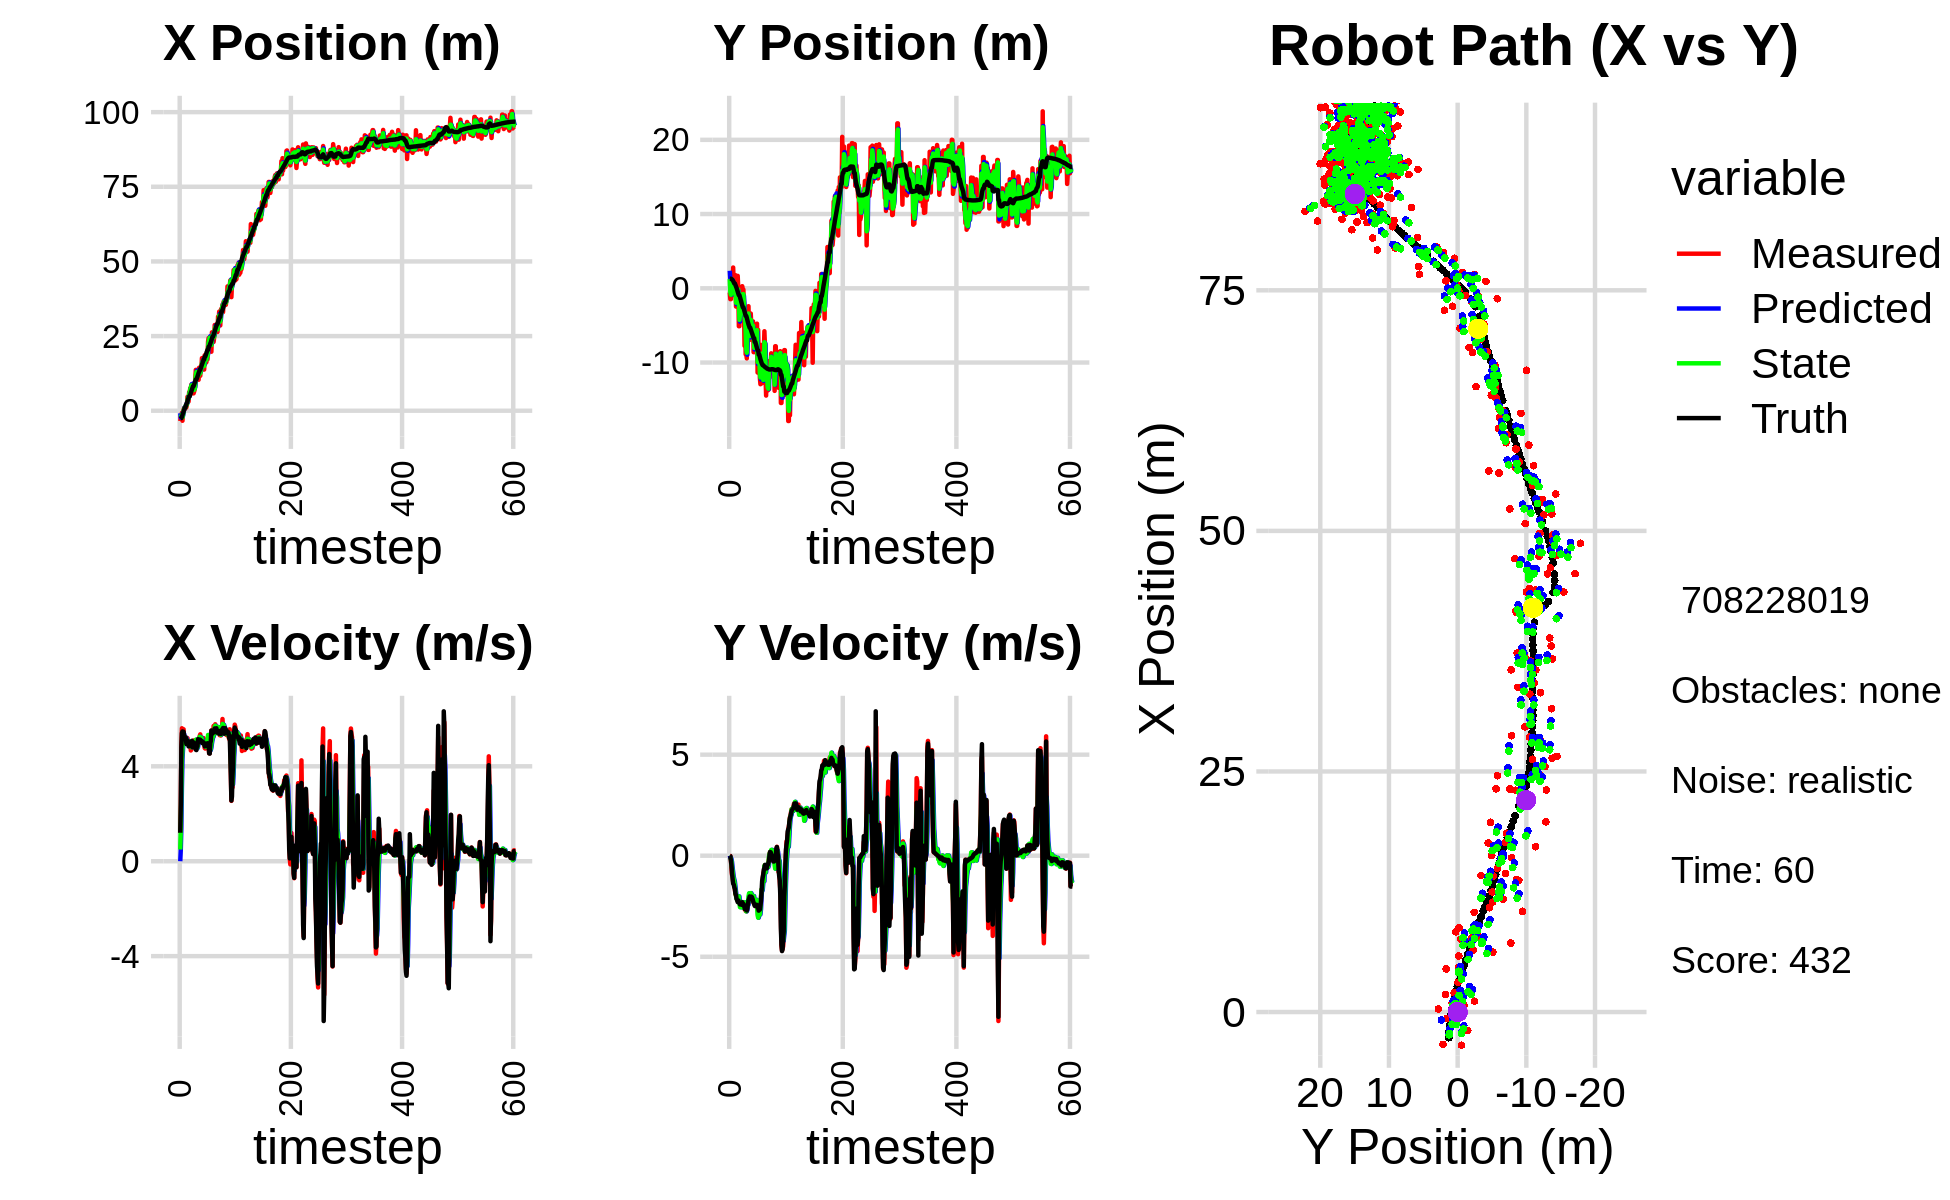 X Position (m)
100
75
50
25
0
0
200
400
600
timestep
Y Position (m)
20
10
0
-10
0
200
400
600
timestep
X Velocity (m/s)
4
0
-4
0
200
400
600
timestep
Y Velocity (m/s)
5
0
-5
0
200
400
600
timestep
Robot Path (X vs Y)
X Position (m)
75
50
25
0
20 10 0 -10 -20
Y Position (m)
variable
Measured
Predicted
State
Truth
708228019
Obstacles: none
Noise: realistic
Time: 60
Score: 432